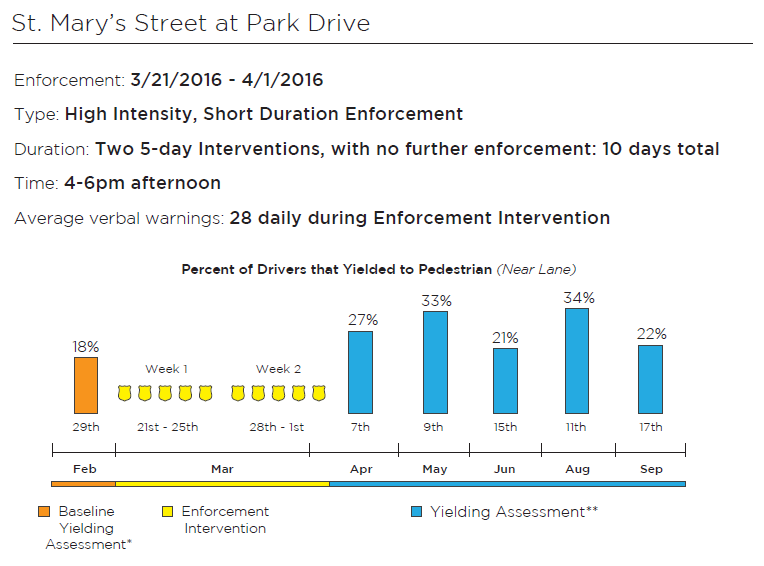 St. Mary's Street at Park Drive
Enforcement: 3/21/2016 - 4/1/2016
Type: High Intensity, Short Duration Enforcement
Duration: Two 5-day Interventions, with no further enforcement: 10 days total
Time: 4-6pm afternoon
Average verbal warnings: 28 daily during Enforcement Intervention
Percent of Drivers that Yielded to Pedestrian (Near Lane)
18% 27% 33% 21% 34% 22%
Week 1 Week 2
29th 21st - 25th 28th - 1st 7th 9th 15th 11th 17th
Feb Mar Apr May Jun Aug Sep
Baseline
Yielding
Assessment*
Enforcement
Intervention
Yielding Assessment**